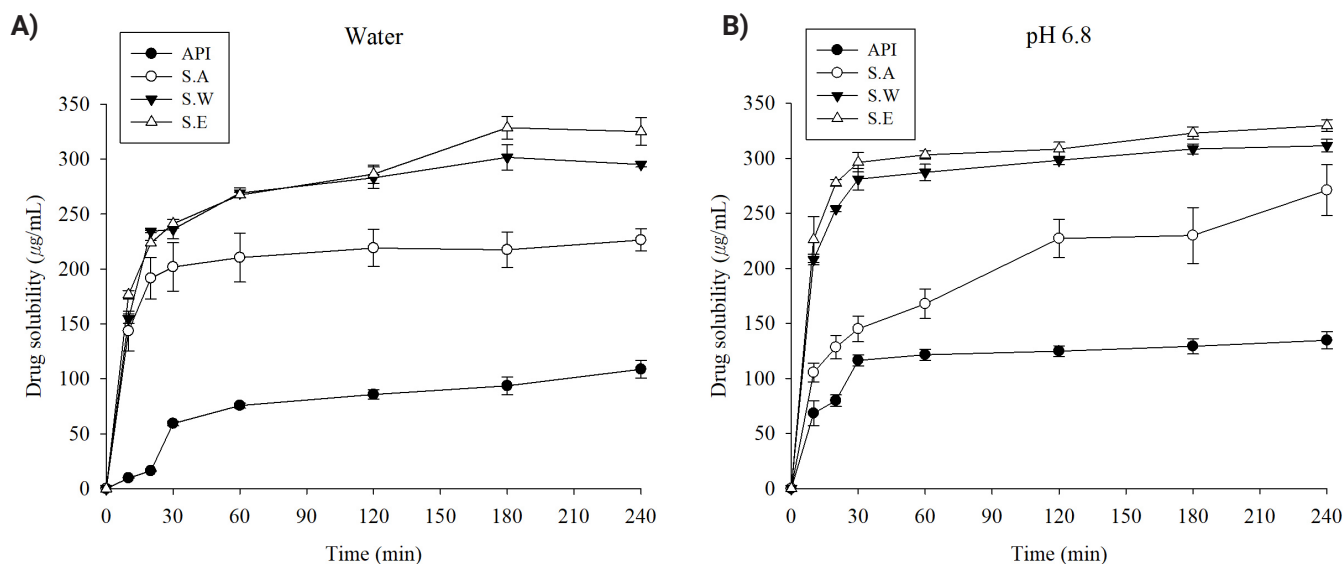 A)
Water
API
S.A
S.W
S.E
Drug solubility (μg/mL)
350
300
250
200
150
100
50
0
0 30 60 90 120 150 180 210 240
Time (min)
B)
pH 6.8
API
S.A
S.W
S.E
Drug solubility (μg/mL)
350
300
250
200
150
100
50
0
0 30 60 90 120 150 180 210 240
Time (min)